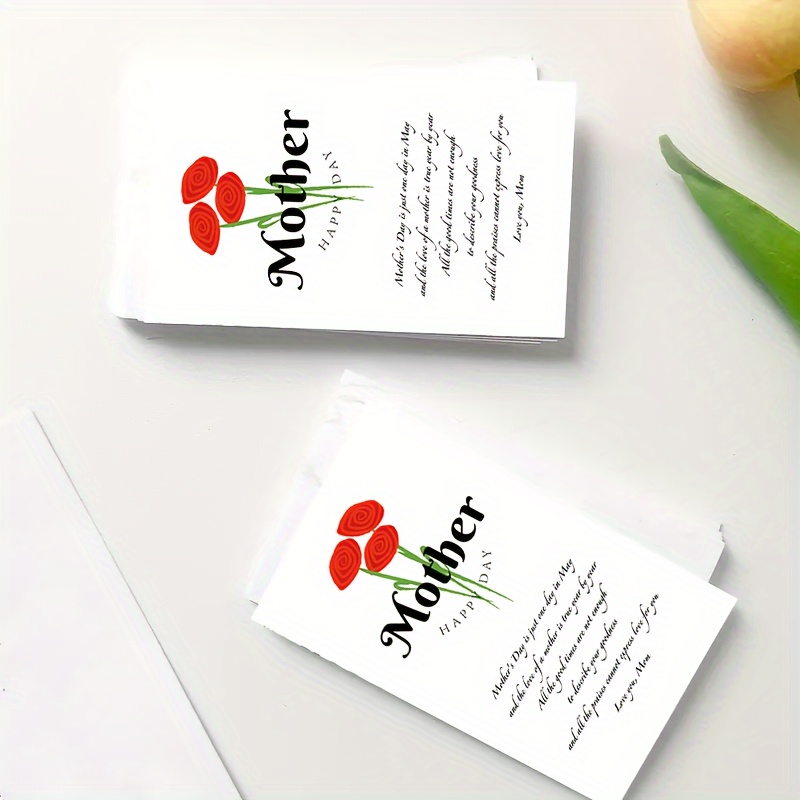 Mother
HAPPY DAY
Mother's Day is just one day in May
and the love of a mother is true year by year
All the good times are not enough
to describe your goodness
and all the praises cannot express love for you
Love you, Mom
Mother
HAPPY DAY
Mother's Day is just one day in May
and the love of a mother is true year by year
All the good times are not enough
to describe your goodness
and all the praises cannot express love for you
Love you, Mom